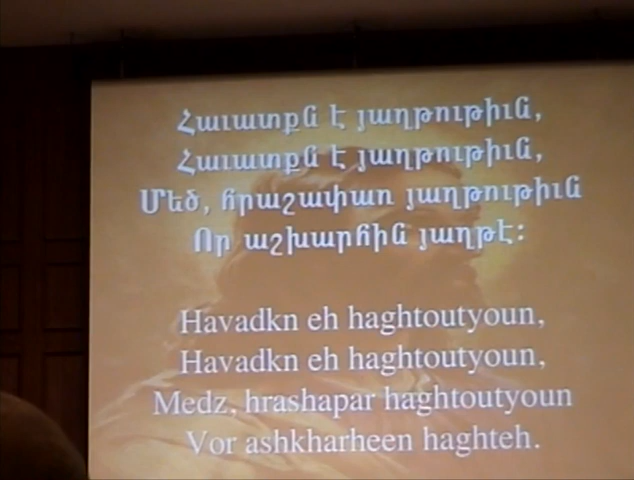 Հաւատքն է յաղթութիւն,
Հաւատքն է յաղթութիւն,
Մեծ, հրաշափառ յաղթութիւն
Որ աշխարհին յաղթէ:
Havadkn eh haghtoutyoun,
Havadkn eh haghtoutyoun,
Medz, hrashapar haghtoutyoun
Vor ashkharheen haghteh.